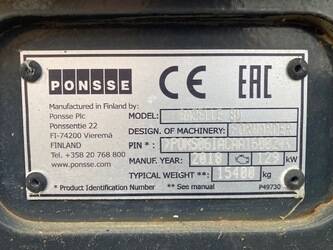 PONSSE
CE EAC
Manufactured in Finland by:
Ponsse Plc
Ponssentie 22
FI-74200 Vieremä
FINLAND
Tel. +358 20 768 800
www.ponsse.com
MODEL:
DESIGN. OF MACHINERY: FORWARDER
PIN *:
MANUF. YEAR: 2018 129 kW
TYPICAL WEIGHT **: 15400 kg
* Product Identification Number ** See manual P49730